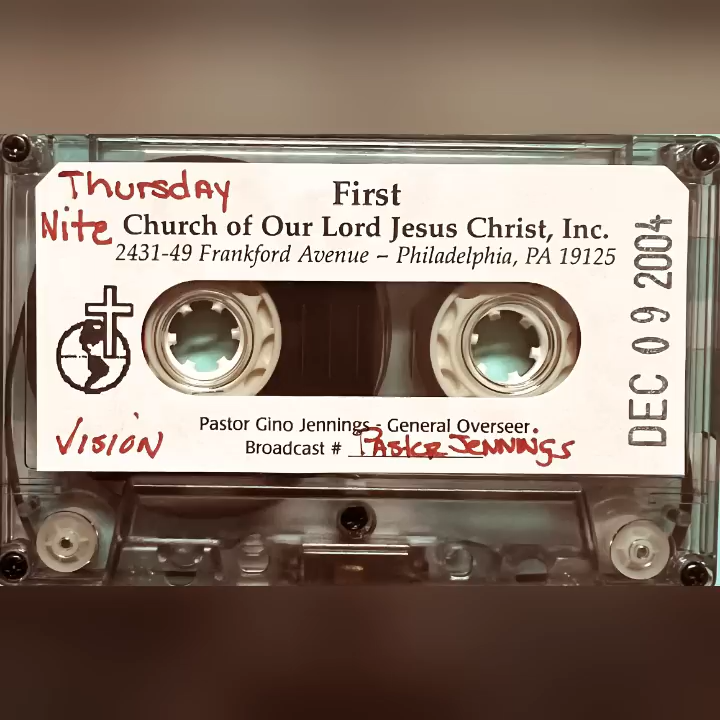 Thursday
Nite
First
Church of Our Lord Jesus Christ, Inc.
2431-49 Frankford Avenue – Philadelphia, PA 19125
DEC 09 2004
VISION
Pastor Gino Jennings - General Overseer
Broadcast # Pastor Jennings